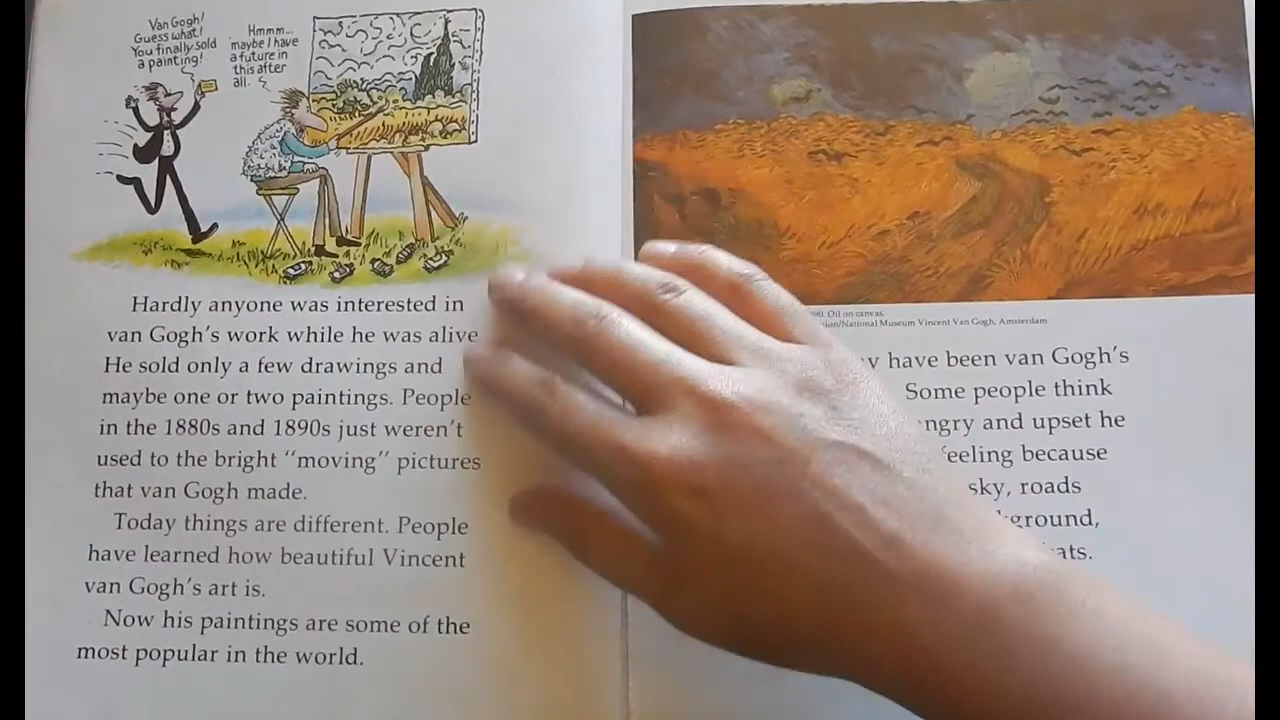 Van Gogh!
Guess what!
You finally sold
a painting!
Hmmm...
maybe I have
a future in
this after
all.
Hardly anyone was interested in
van Gogh's work while he was alive
He sold only a few drawings and
maybe one or two paintings. People
in the 1880s and 1890s just weren't
used to the bright "moving" pictures
that van Gogh made.
Today things are different. People
have learned how beautiful Vincent
van Gogh's art is.
Now his paintings are some of the
most popular in the world.
Oil on canvas.
National Museum Vincent Van Gogh, Amsterdam
have been van Gogh's
Some people think
and upset he
feeling because
sky, roads